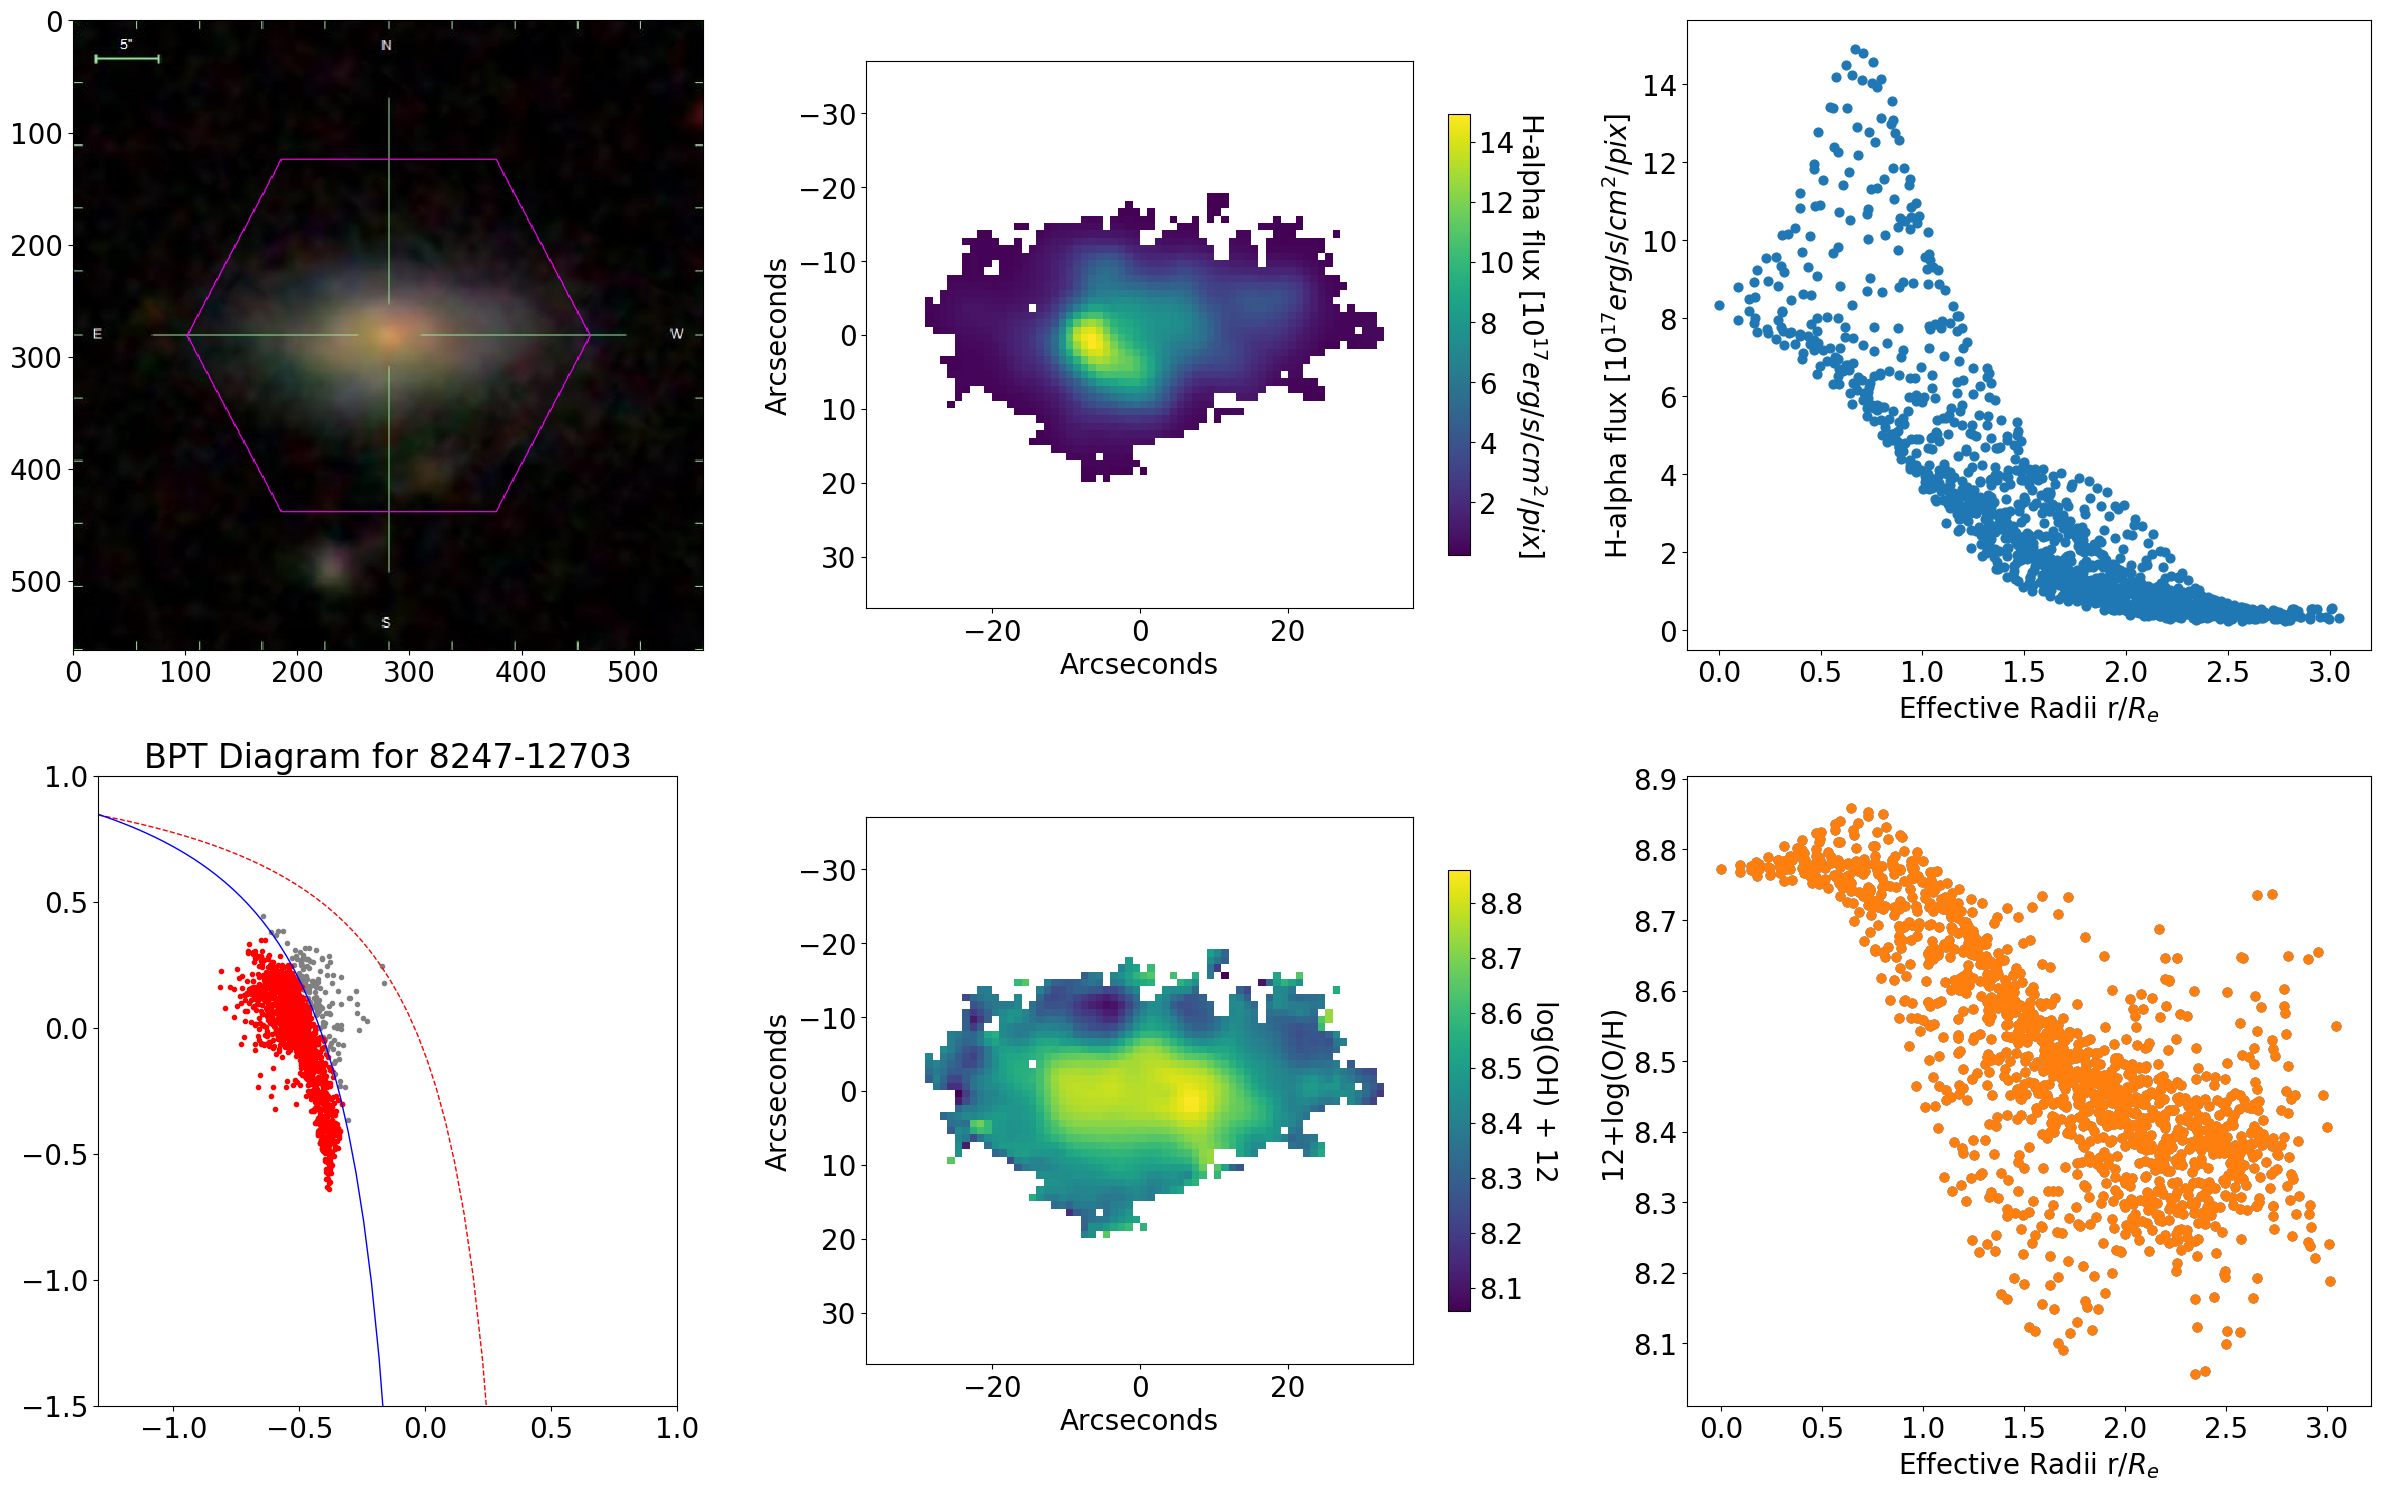 5"
N
E
W
S
0
100
200
300
400
500
0 100 200 300 400 500
−30
−20
−10
0
10
20
30
−20 0 20
Arcseconds
Arcseconds
14
12
10
8
6
4
2
H-alpha flux [10^17 erg/s/cm^2/pix]
14
12
10
8
6
4
2
0
H-alpha flux [10^17 erg/s/cm^2/pix]
0.0 0.5 1.0 1.5 2.0 2.5 3.0
Effective Radii r/R_e
BPT Diagram for 8247-12703
1.0
0.5
0.0
−0.5
−1.0
−1.5
−1.0 −0.5 0.0 0.5 1.0
−30
−20
−10
0
10
20
30
−20 0 20
Arcseconds
Arcseconds
8.8
8.7
8.6
8.5
8.4
8.3
8.2
8.1
log(OH) + 12
8.9
8.8
8.7
8.6
8.5
8.4
8.3
8.2
8.1
12+log(O/H)
0.0 0.5 1.0 1.5 2.0 2.5 3.0
Effective Radii r/R_e